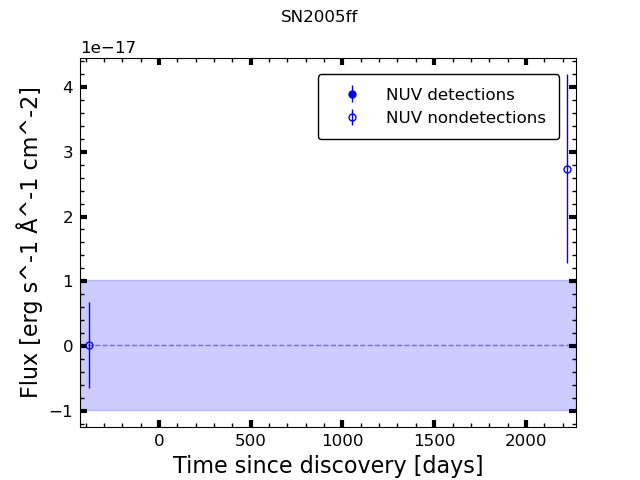 SN2005ff
1e−17
4
3
2
1
0
−1
Flux [erg s^-1 Å^-1 cm^-2]
NUV detections
NUV nondetections
0 500 1000 1500 2000
Time since discovery [days]